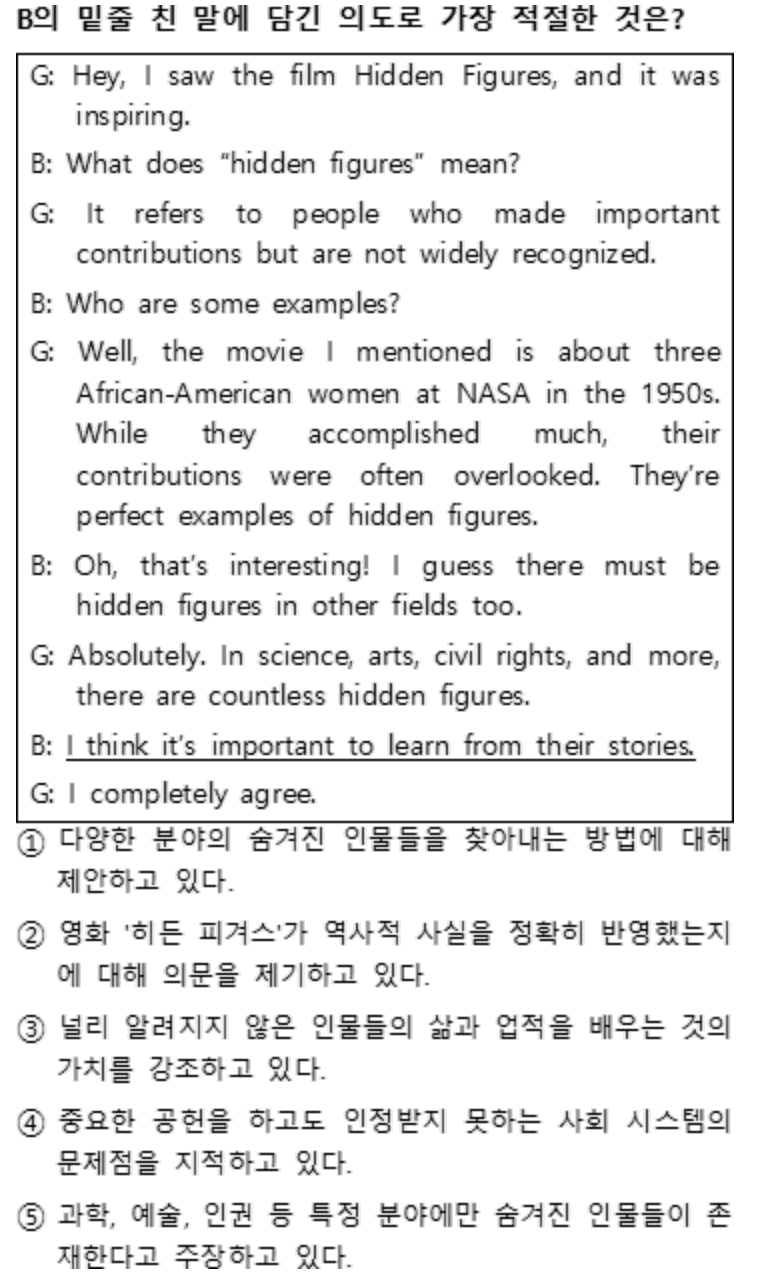 B의 밑줄 친 말에 담긴 의도로 가장 적절한 것은?
G: Hey, I saw the film Hidden Figures, and it was
inspiring.
B: What does “hidden figures” mean?
G: It refers to people who made important
contributions but are not widely recognized.
B: Who are some examples?
G: Well, the movie I mentioned is about three
African-American women at NASA in the 1950s.
While they accomplished much, their
contributions were often overlooked. They’re
perfect examples of hidden figures.
B: Oh, that’s interesting! I guess there must be
hidden figures in other fields too.
G: Absolutely. In science, arts, civil rights, and more,
there are countless hidden figures.
B: I think it’s important to learn from their stories.
G: I completely agree.
① 다양한 분야의 숨겨진 인물들을 찾아내는 방법에 대해
제안하고 있다.
② 영화 '히든 피겨스'가 역사적 사실을 정확히 반영했는지
에 대해 의문을 제기하고 있다.
③ 널리 알려지지 않은 인물들의 삶과 업적을 배우는 것의
가치를 강조하고 있다.
④ 중요한 공헌을 하고도 인정받지 못하는 사회 시스템의
문제점을 지적하고 있다.
⑤ 과학, 예술, 인권 등 특정 분야에만 숨겨진 인물들이 존
재한다고 주장하고 있다.